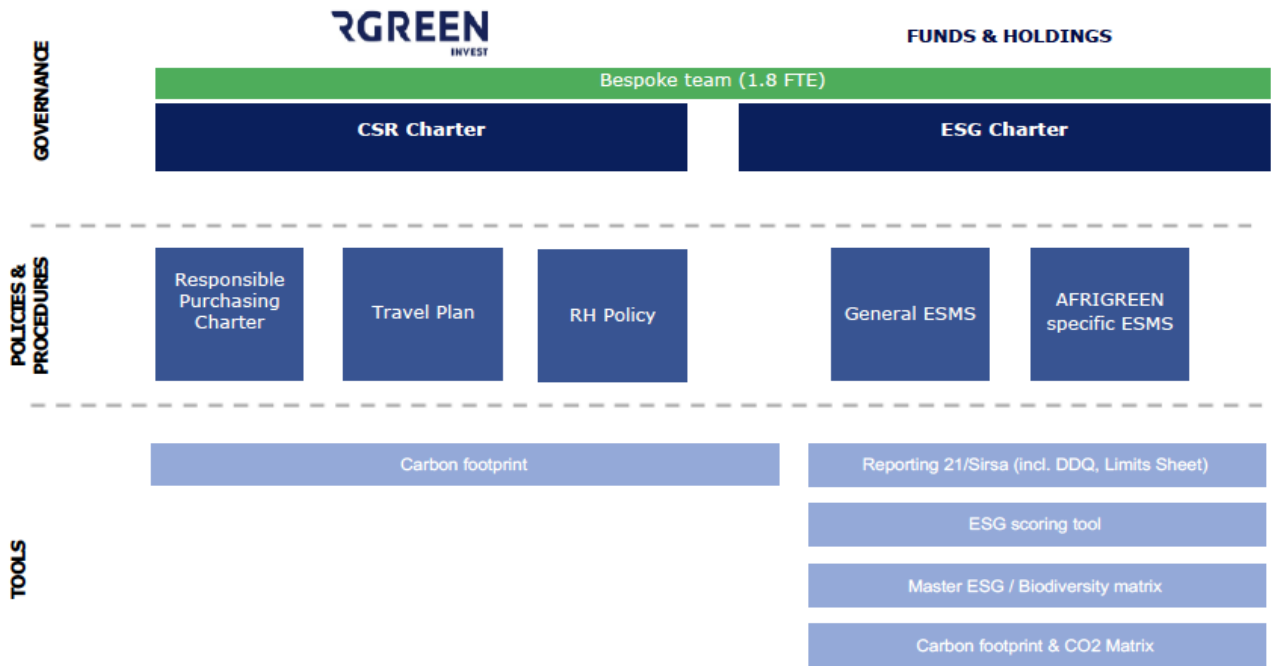 RGREEN
INVEST
FUNDS & HOLDINGS
GOVERNANCE
Bespoke team (1.8 FTE)
CSR Charter
ESG Charter
POLICIES &
PROCEDURES
Responsible
Purchasing
Charter
Travel Plan
RH Policy
General ESMS
AFRIGREEN
specific ESMS
TOOLS
Carbon footprint
Reporting 21/Sirsa (incl. DDQ, Limits Sheet)
ESG scoring tool
Master ESG / Biodiversity matrix
Carbon footprint & CO2 Matrix